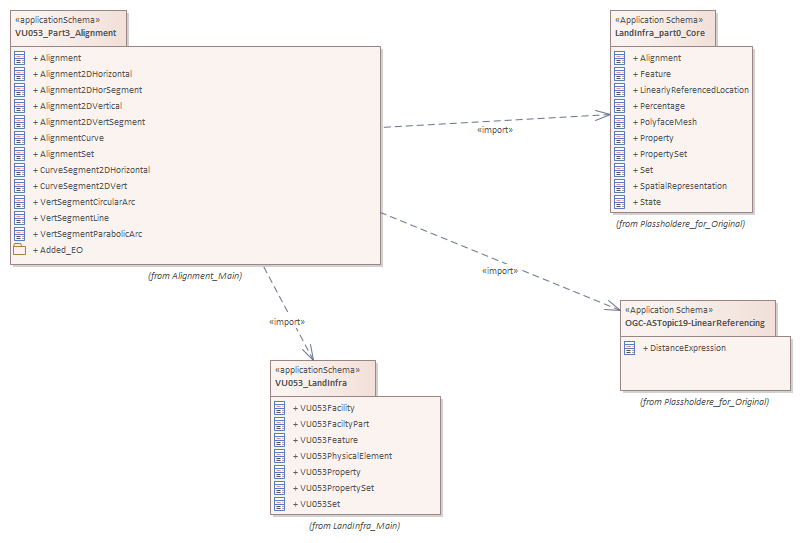 «applicationSchema»
VU053_Part3_Alignment
+ Alignment
+ Alignment2DHorizontal
+ Alignment2DHorSegment
+ Alignment2DVertical
+ Alignment2DVertSegment
+ AlignmentCurve
+ AlignmentSet
+ CurveSegment2DHorizontal
+ CurveSegment2DVert
+ VertSegmentCircularArc
+ VertSegmentLine
+ VertSegmentParabolicArc
+ Added_EO
(from Alignment_Main)
«import»
«Application Schema»
LandInfra_part0_Core
+ Alignment
+ Feature
+ LinearlyReferencedLocation
+ Percentage
+ PolyfaceMesh
+ Property
+ PropertySet
+ Set
+ SpatialRepresentation
+ State
(from Plassholdere_for_Original)
«import»
«Application Schema»
OGC-ASTopic19-LinearReferencing
+ DistanceExpression
(from Plassholdere_for_Original)
«import»
«applicationSchema»
VU053_LandInfra
+ VU053Facility
+ VU053FaciltyPart
+ VU053Feature
+ VU053PhysicalElement
+ VU053Property
+ VU053PropertySet
+ VU053Set
(from LandInfra_Main)